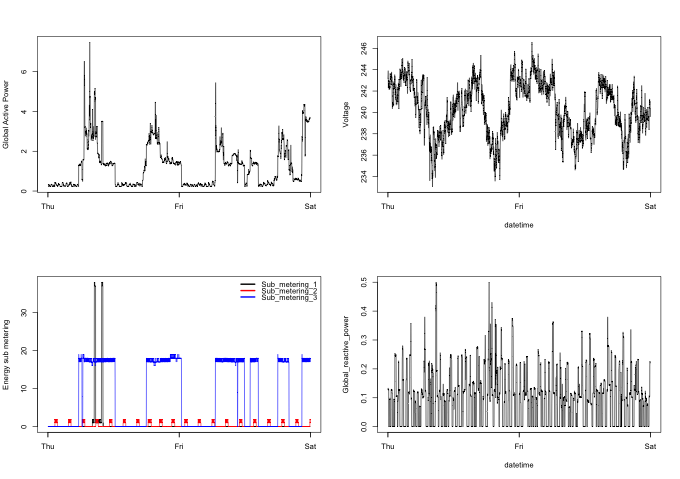 Global Active Power
6
4
2
0
Thu
Fri
Sat
Voltage
246
244
242
240
238
236
234
Thu
Fri
Sat
datetime
Energy sub metering
30
20
10
0
Sub_metering_1
Sub_metering_2
Sub_metering_3
Thu
Fri
Sat
Global_reactive_power
0.5
0.4
0.3
0.2
0.1
0.0
Thu
Fri
Sat
datetime